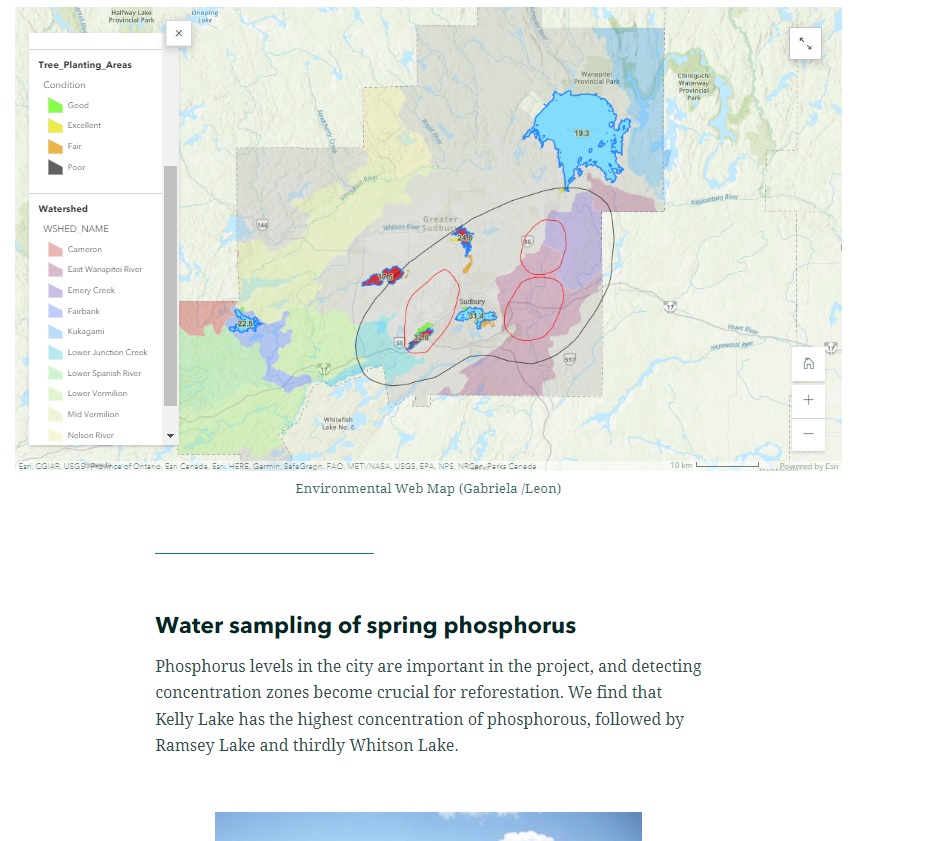 Halfway Lake
Provincial Park
Onaping
Lake
×
Tree_Planting_Areas
Condition
Good
Excellent
Fair
Poor
Watershed
WSHED_NAME
Cameron
East Wanapitei River
Emery Creek
Fairbank
Kukagami
Lower Junction Creek
Lower Spanish River
Lower Vermilion
Mid Vermilion
Nelson River
Wanapitei
Provincial Park
Chiniguchi
Waterway
Provincial
Park
19.3
144
Whitson River
Greater
Sudbury
86
Sudbury
22.5
55
17
537
17
17
Veuve River
Whitefish
Lake No. 6
+
−
10 km
Powered by Esri
Esri, CGIAR, USGS, Province of Ontario, Esri Canada, Esri, HERE, Garmin, SafeGraph, FAO, METI/NASA, USGS, EPA, NPS, NRCan, Parks Canada
Environmental Web Map (Gabriela /Leon)
Water sampling of spring phosphorus
Phosphorus levels in the city are important in the project, and detecting
concentration zones become crucial for reforestation. We find that
Kelly Lake has the highest concentration of phosphorous, followed by
Ramsey Lake and thirdly Whitson Lake.